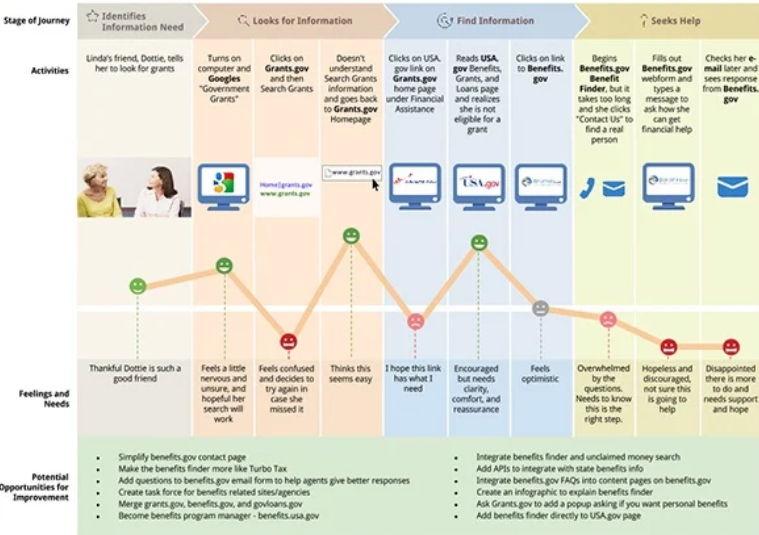 Stage of Journey
Identifies
Information Need
Looks for Information
Find Information
Seeks Help
Activities
Linda's friend, Dottie, tells
her to look for grants
Turns on
computer and
Googles
"Government
Grants"
Clicks on
Grants.gov
and then
Search Grants
Doesn't
understand
Search Grants
information
and goes back
to Grants.gov
Homepage
Clicks on USA.
gov link on
Grants.gov
home page
under Financial
Assistance
Reads USA.
gov Benefits,
Grants, and
Loans page
and realizes
she is not
eligible for a
grant
Clicks on link
to Benefits.
gov
Begins
Benefits.gov
Benefit
Finder, but it
takes too long
and she clicks
"Contact Us" to
find a real
person
Fills out
Benefits.gov
webform and
types a
message to
ask how she
can get
financial help
Checks her e-
mail later and
sees response
from Benefits.
gov
Home|grants.gov
www.grants.gov
www.grants.gov
USA.gov
Feelings and
Needs
Thankful Dottie is such a
good friend
Feels a little
nervous and
unsure, and
hopeful her
search will
work
Feels confused
and decides to
try again in
case she
missed it
Thinks this
seems easy
I hope this link
has what I
need
Encouraged
but needs
clarity,
comfort, and
reassurance
Feels
optimistic
Overwhelmed
by the
questions.
Needs to know
this is the
right step.
Hopeless and
discouraged,
not sure this
is going to
help
Disappointed
there is more
to do and
needs support
and hope
Potential
Opportunities for
Improvement
• Simplify benefits.gov contact page
• Make the benefits finder more like Turbo Tax
• Add questions to benefits.gov email form to help agents give better responses
• Create task force for benefits related sites/agencies
• Merge grants.gov, benefits.gov, and govloans.gov
• Become benefits program manager - benefits.usa.gov
• Integrate benefits finder and unclaimed money search
• Add APIs to integrate with state benefits info
• Integrate benefits.gov FAQs into content pages on benefits.gov
• Create an infographic to explain benefits finder
• Ask Grants.gov to add a popup asking if you want personal benefits
• Add benefits finder directly to USA.gov page